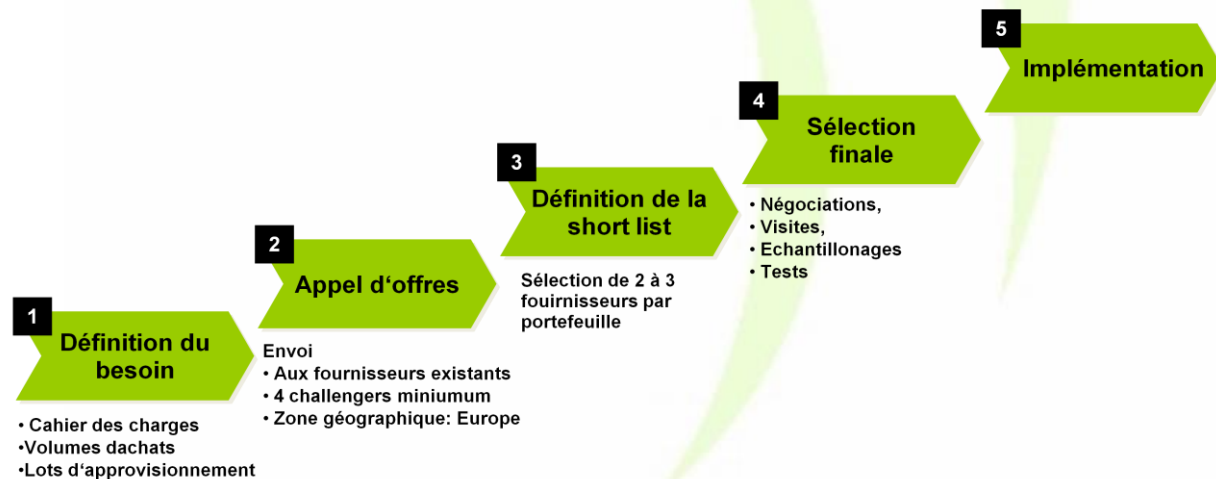 1
Définition du
besoin
• Cahier des charges
•Volumes dachats
•Lots d‘approvisionnement
2
Appel d‘offres
Envoi
• Aux fournisseurs existants
• 4 challengers miniumum
• Zone géographique: Europe
3
Définition de la
short list
Sélection de 2 à 3
fouirnisseurs par
portefeuille
4
Sélection
finale
• Négociations,
• Visites,
• Echantillonages
• Tests
5
Implémentation